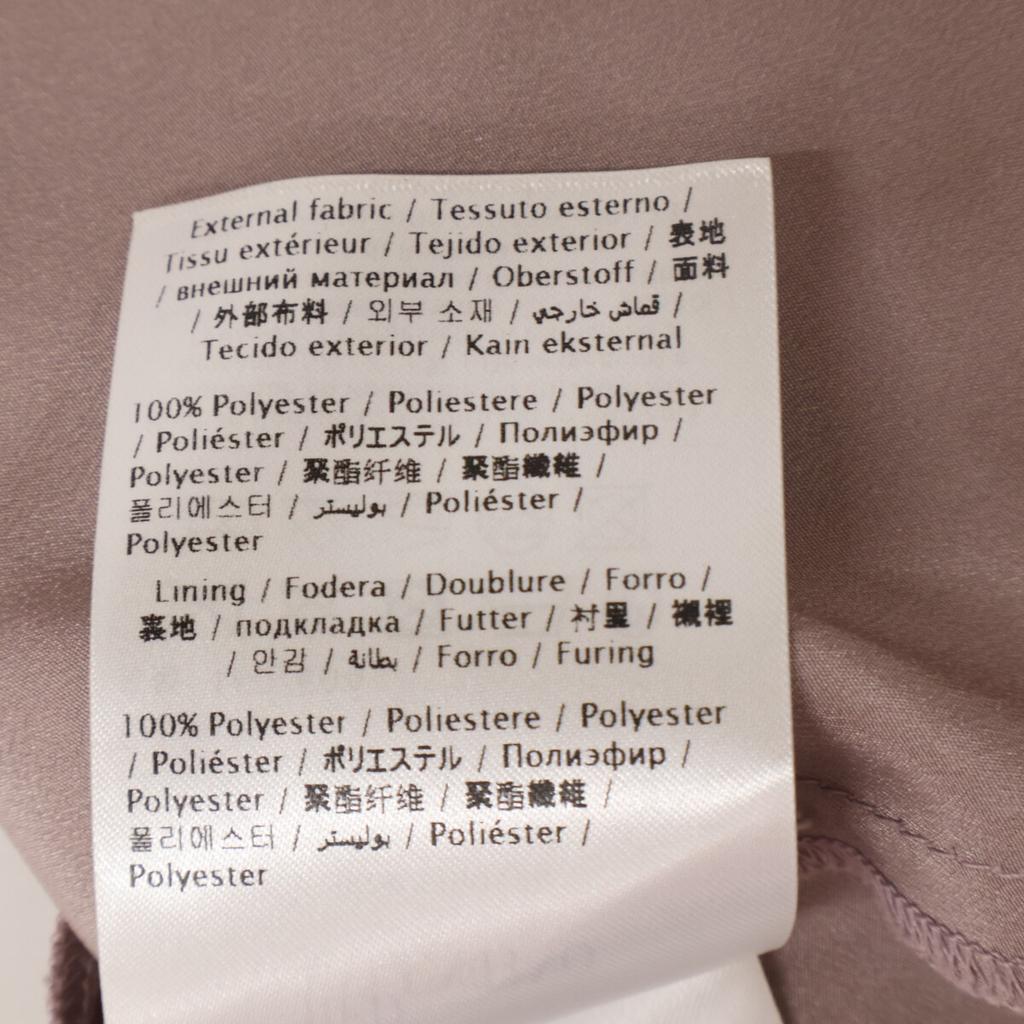 External fabric / Tessuto esterno /
Tissu extérieur / Tejido exterior / 表地
/ внешний материал / Oberstoff / 面料
/ 外部布料 / 외부 소재 / قماش خارجي /
Tecido exterior / Kain eksternal
100% Polyester / Poliestere / Polyester
/ Poliéster / ポリエステル / Полиэфир /
Polyester / 聚酯纤维 / 聚酯纖維 /
폴리에스터 / بوليستر / Poliéster /
Polyester
Lining / Fodera / Doublure / Forro /
裏地 / подкладка / Futter / 衬里 / 襯裡
/ 안감 / بطانة / Forro / Furing
100% Polyester / Poliestere / Polyester
/ Poliéster / ポリエステル / Полиэфир /
Polyester / 聚酯纤维 / 聚酯纖維 /
폴리에스터 / بوليستر / Poliéster /
Polyester